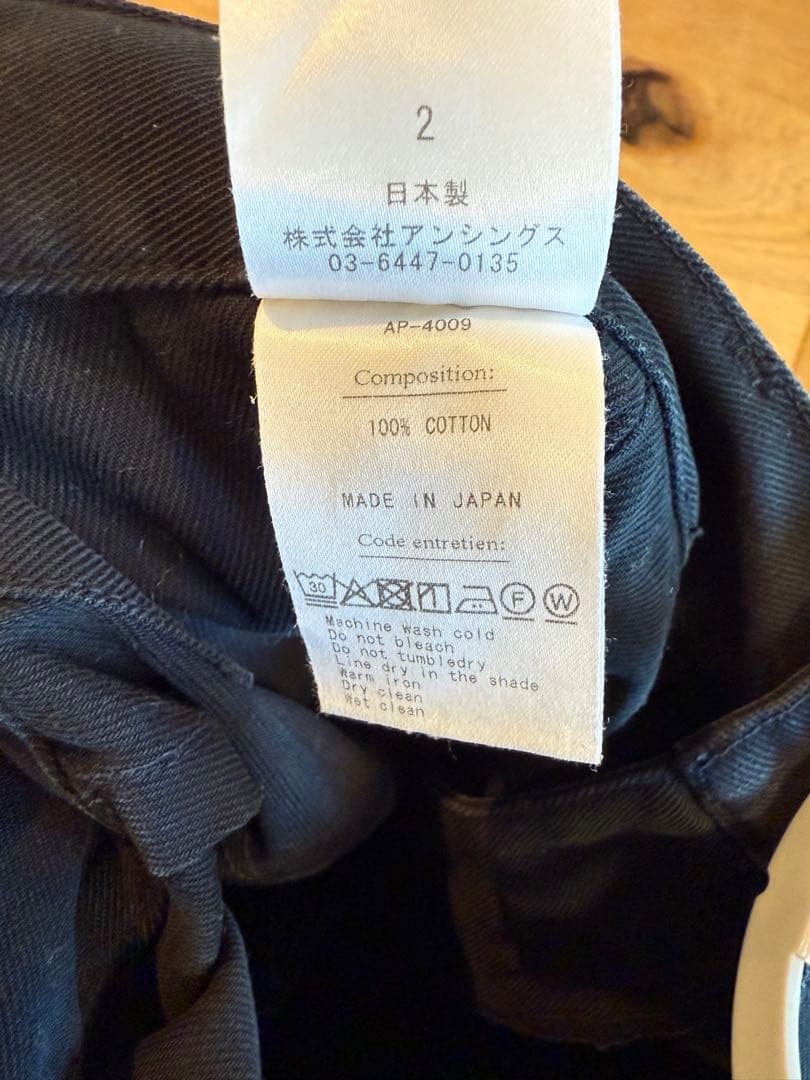 2
日本製
株式会社アンシングス
03-6447-0135
AP-4009
Composition:
100% COTTON
MADE IN JAPAN
Code entretien:
30 F W
Machine wash cold
Do not bleach
Do not tumbledry
Line dry in the shade
Warm iron
Dry clean
Wet clean